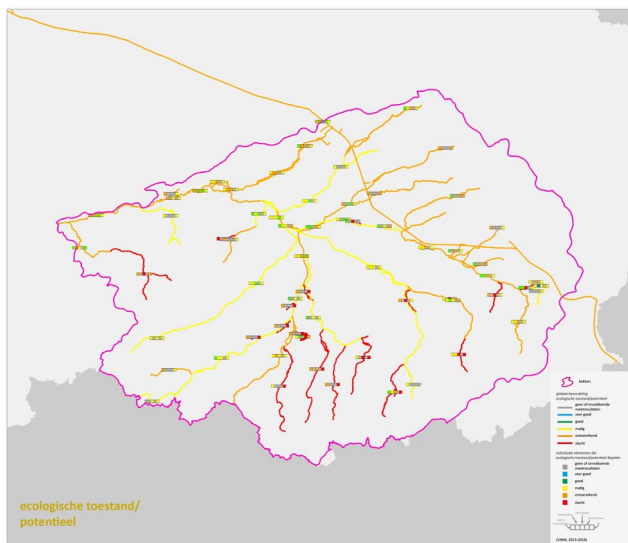 bekken
globale beoordeling
ecologische toestand/potentieel
geen of onvoldoende
meetresultaten
zeer goed
goed
matig
ontoereikend
slecht
individuele elementen die
ecologische toestand/potentieel bepalen
geen of onvoldoende
meetresultaten
zeer goed
goed
matig
ontoereikend
slecht
(VMM, 2013-2018)
ecologische toestand/
potentieel